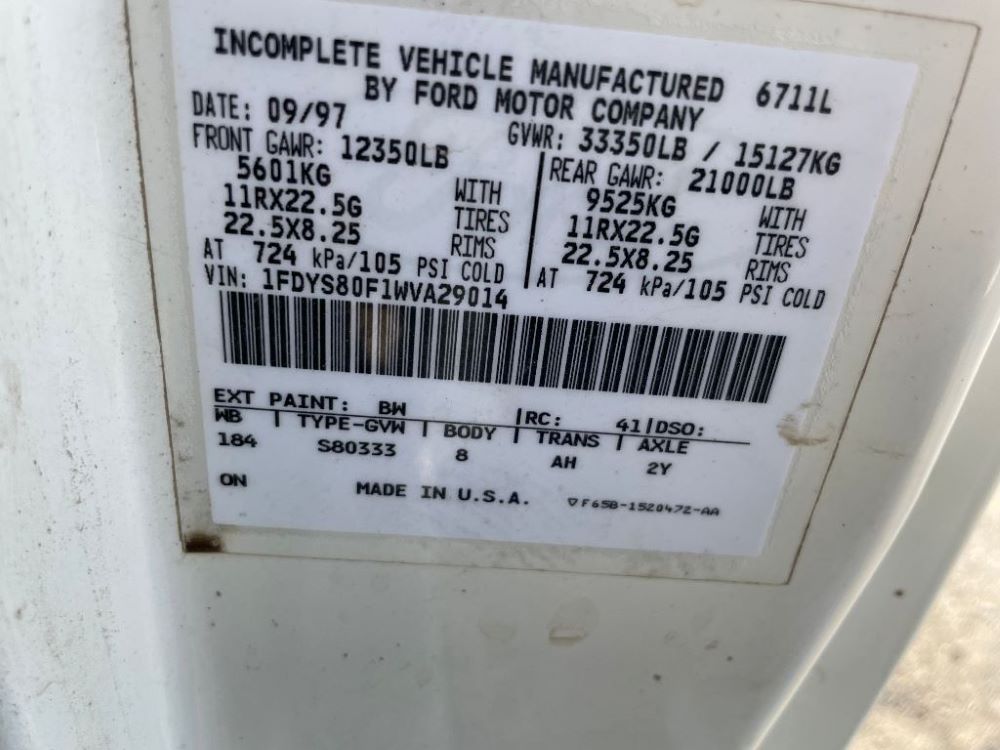 INCOMPLETE VEHICLE MANUFACTURED 6711L
BY FORD MOTOR COMPANY
DATE: 09/97 GVWR: 33350LB / 15127KG
FRONT GAWR: 12350LB REAR GAWR: 21000LB
5601KG WITH 9525KG WITH
11RX22.5G TIRES 11RX22.5G TIRES
22.5X8.25 RIMS 22.5X8.25 RIMS
AT 724 kPa/105 PSI COLD AT 724 kPa/105 PSI COLD
VIN: 1FDYS80F1WVA29014
EXT PAINT: BW RC: 41 DSO:
WB TYPE-GVW BODY TRANS AXLE
184 S80333 8 AH 2Y
ON MADE IN U.S.A. ▽F65B-1520472-AA